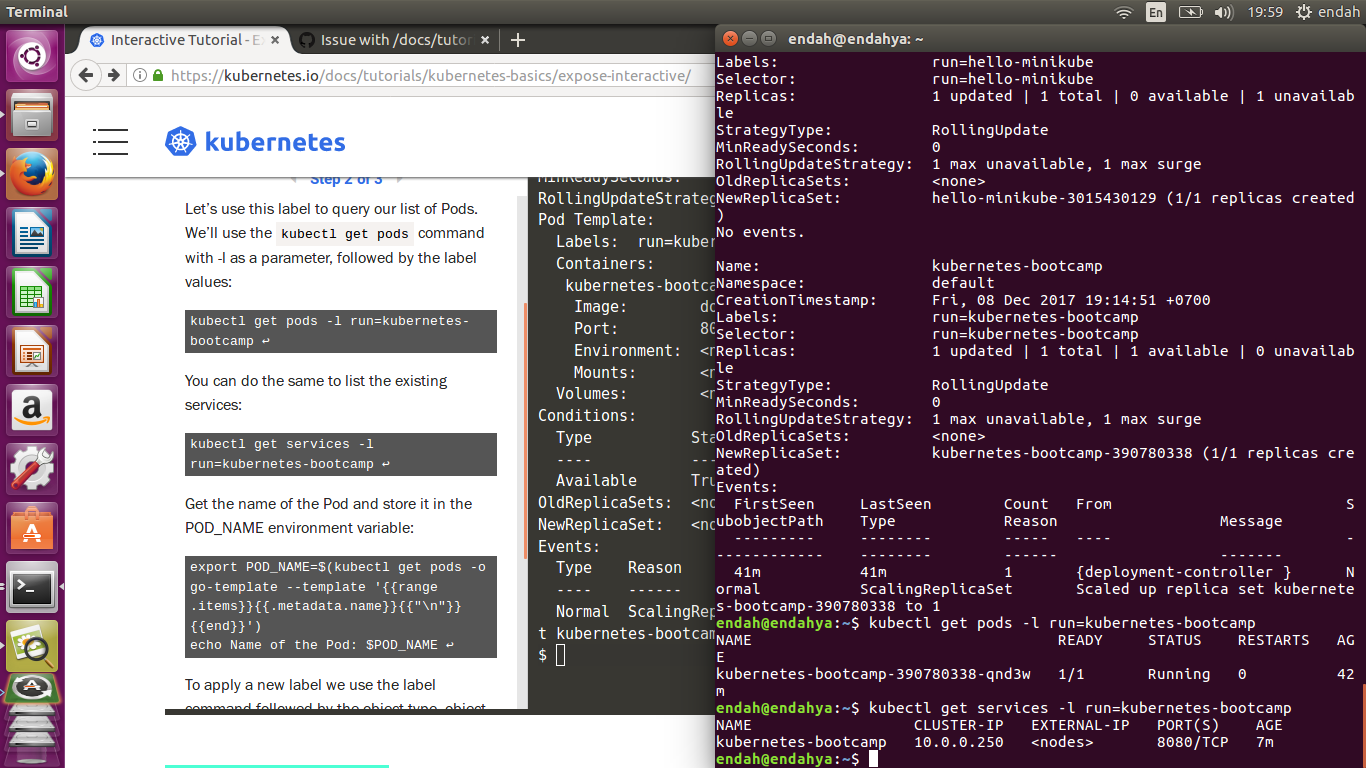 Terminal
En
19:59
endah
Interactive Tutorial - E
Issue with /docs/tutor
https://kubernetes.io/docs/tutorials/kubernetes-basics/expose-interactive/
kubernetes
Step 2 of 3
Let's use this label to query our list of Pods.
We'll use the kubectl get pods command
with -l as a parameter, followed by the label
values:
kubectl get pods -l run=kubernetes-
bootcamp ↩
You can do the same to list the existing
services:
kubectl get services -l
run=kubernetes-bootcamp ↩
Get the name of the Pod and store it in the
POD_NAME environment variable:
export POD_NAME=$(kubectl get pods -o
go-template --template '{{range
.items}}{{.metadata.name}}{{"\n"}}
{{end}}')
echo Name of the Pod: $POD_NAME ↩
To apply a new label we use the label
command followed by the object type, object
MinReadySeconds:
RollingUpdateStrateg
Pod Template:
Labels: run=kuber
Containers:
kubernetes-bootca
Image: do
Port: 80
Environment: <n
Mounts: <n
Volumes: <n
Conditions:
Type Sta
---- ---
Available Tru
OldReplicaSets: <no
NewReplicaSet: <no
Events:
Type Reason
---- ------
Normal ScalingRep
t kubernetes-bootcam
$
endah@endahya: ~
Labels: run=hello-minikube
Selector: run=hello-minikube
Replicas: 1 updated | 1 total | 0 available | 1 unavailab
le
StrategyType: RollingUpdate
MinReadySeconds: 0
RollingUpdateStrategy: 1 max unavailable, 1 max surge
OldReplicaSets: <none>
NewReplicaSet: hello-minikube-3015430129 (1/1 replicas created
)
No events.
Name: kubernetes-bootcamp
Namespace: default
CreationTimestamp: Fri, 08 Dec 2017 19:14:51 +0700
Labels: run=kubernetes-bootcamp
Selector: run=kubernetes-bootcamp
Replicas: 1 updated | 1 total | 1 available | 0 unavailab
le
StrategyType: RollingUpdate
MinReadySeconds: 0
RollingUpdateStrategy: 1 max unavailable, 1 max surge
OldReplicaSets: <none>
NewReplicaSet: kubernetes-bootcamp-390780338 (1/1 replicas cre
ated)
Events:
FirstSeen LastSeen Count From S
ubobjectPath Type Reason Message
--------- -------- ----- ---- -
------------ -------- ------ -------
41m 41m 1 {deployment-controller } N
ormal ScalingReplicaSet Scaled up replica set kubernete
s-bootcamp-390780338 to 1
endah@endahya:~$ kubectl get pods -l run=kubernetes-bootcamp
NAME READY STATUS RESTARTS AG
E
kubernetes-bootcamp-390780338-qnd3w 1/1 Running 0 42
m
endah@endahya:~$ kubectl get services -l run=kubernetes-bootcamp
NAME CLUSTER-IP EXTERNAL-IP PORT(S) AGE
kubernetes-bootcamp 10.0.0.250 <nodes> 8080/TCP 7m
endah@endahya:~$